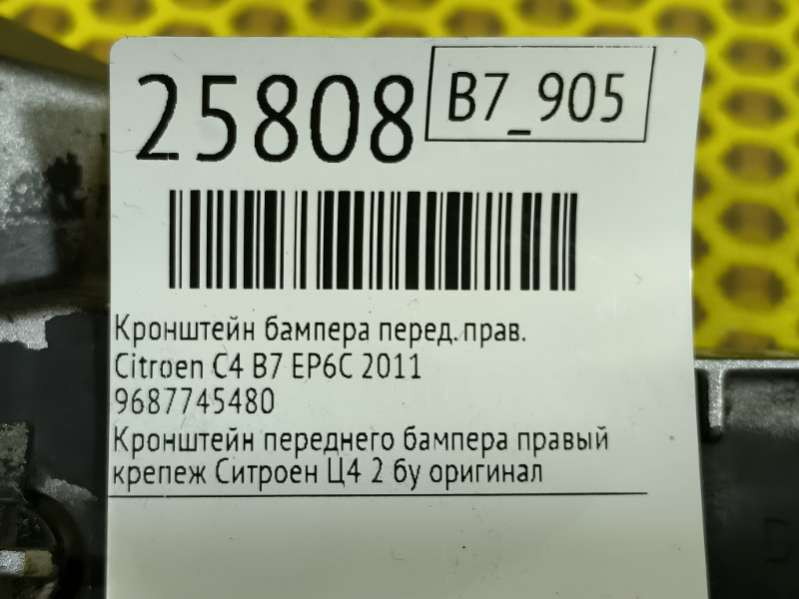 25808
B7_905
Кронштейн бампера перед. прав.
Citroen C4 B7 EP6C 2011
9687745480
Кронштейн переднего бампера правый
крепеж Ситроен Ц4 2 бу оригинал